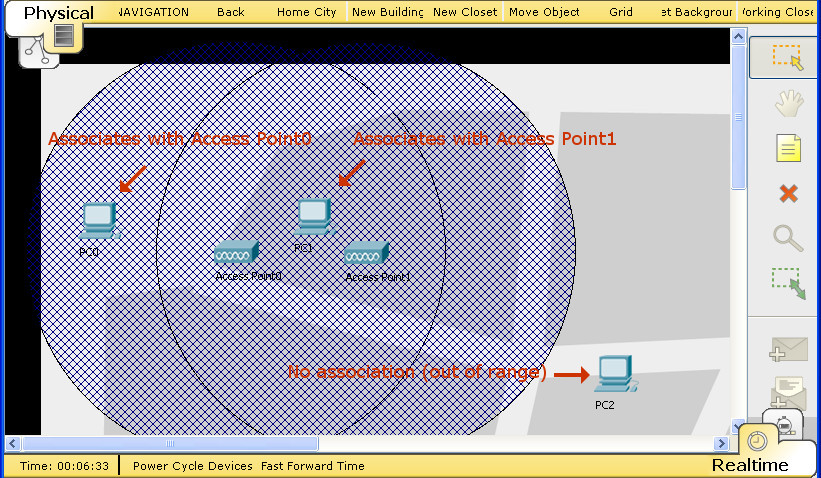 Physical
NAVIGATION
Back
Home City
New Building
New Closet
Move Object
Grid
et Backgroun
orking Close
Associates with Access Point0
Associates with Access Point1
PC0
PC1
Access Point0
Access Point1
No association (out of range)
PC2
Time: 00:06:33
Power Cycle Devices
Fast Forward Time
Realtime